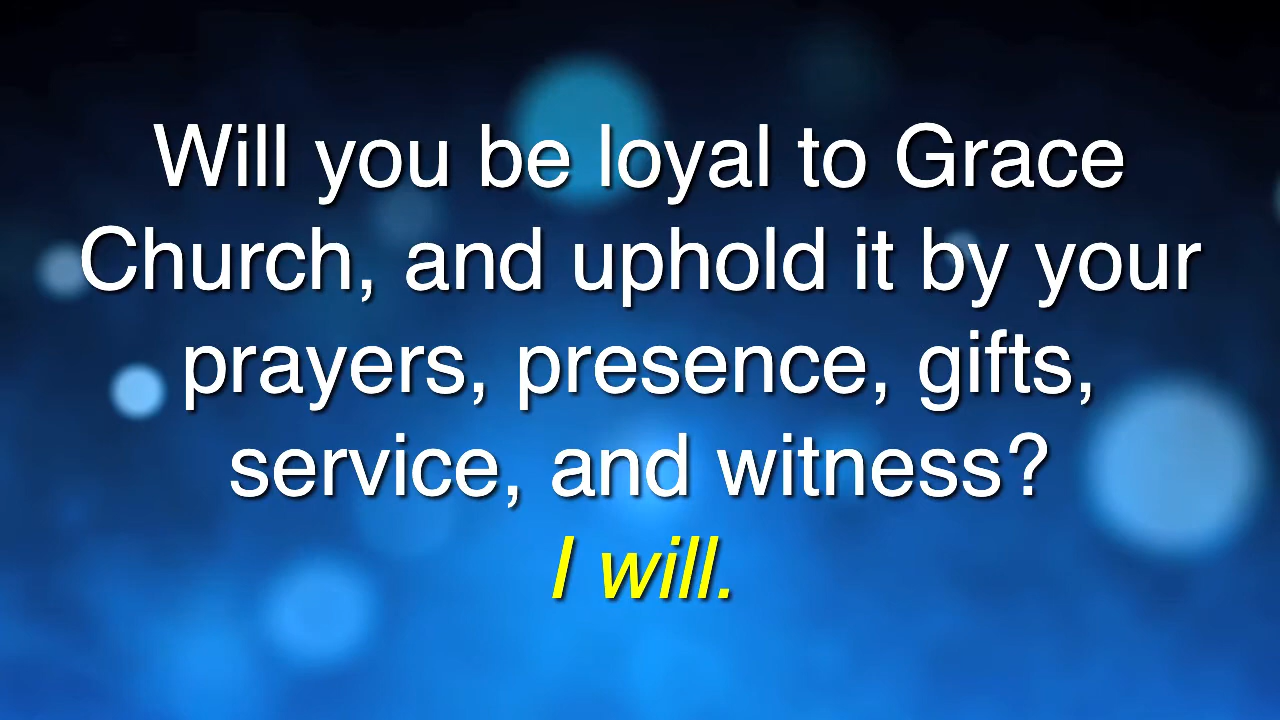 Will you be loyal to Grace
Church, and uphold it by your
prayers, presence, gifts,
service, and witness?
I will.